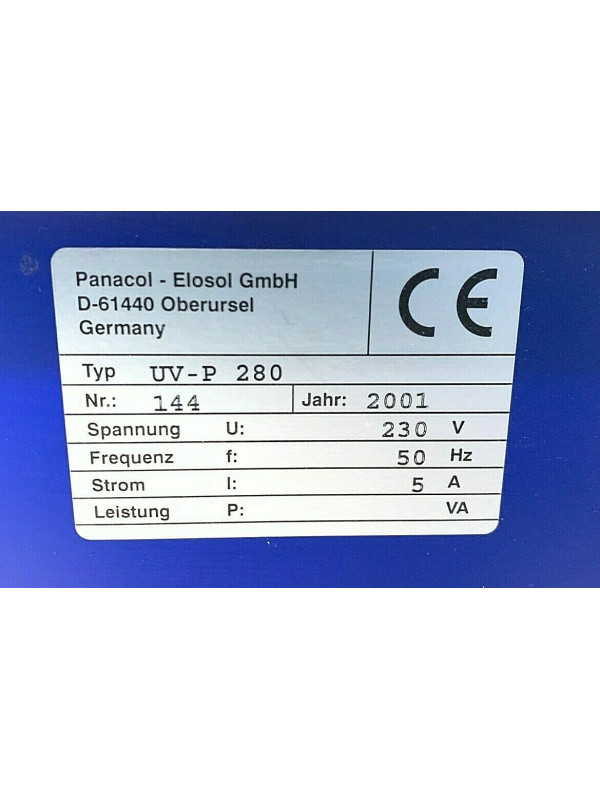 Panacol - Elosol GmbH
D-61440 Oberursel
Germany
CE
Typ UV-P 280
Nr.: 144 Jahr: 2001
Spannung U: 230 V
Frequenz f: 50 Hz
Strom I: 5 A
Leistung P: VA